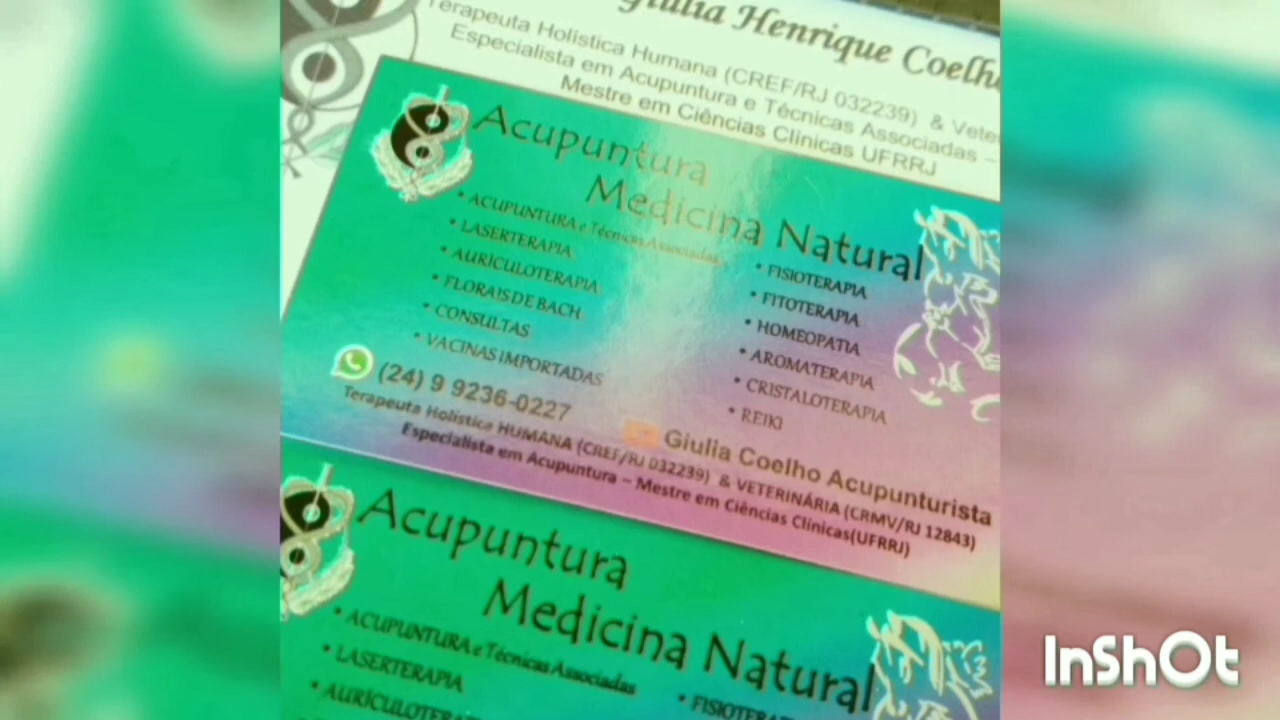 Giulia Henrique Coelho
Terapeuta Holística Humana (CREF/RJ 032239) &
Especialista em Acupuntura e Técnicas Associadas –
Mestre em Ciências Clínicas UFRRJ
Acupuntura
Medicina Natural
• ACUPUNTURA e Técnicas Associadas
• LASERTERAPIA
• AURÍCULOTERAPIA
• FLORAIS DE BACH
• CONSULTAS
• VACINAS IMPORTADAS
• FISIOTERAPIA
• FITOTERAPIA
• HOMEOPATIA
• AROMATERAPIA
• CRISTALOTERAPIA
• REIKI
(24) 9 9236-0227
Giulia Coelho Acupunturista
Terapeuta Holística HUMANA (CREF/RJ 032239) & VETERINÁRIA (CRMV/RJ 12843)
Especialista em Acupuntura – Mestre em Ciências Clínicas(UFRRJ)
Acupuntura
Medicina Natural
• ACUPUNTURA e Técnicas Associadas
• LASERTERAPIA
• AURÍCULOTERAP
• FISIOTERAP
InShOt